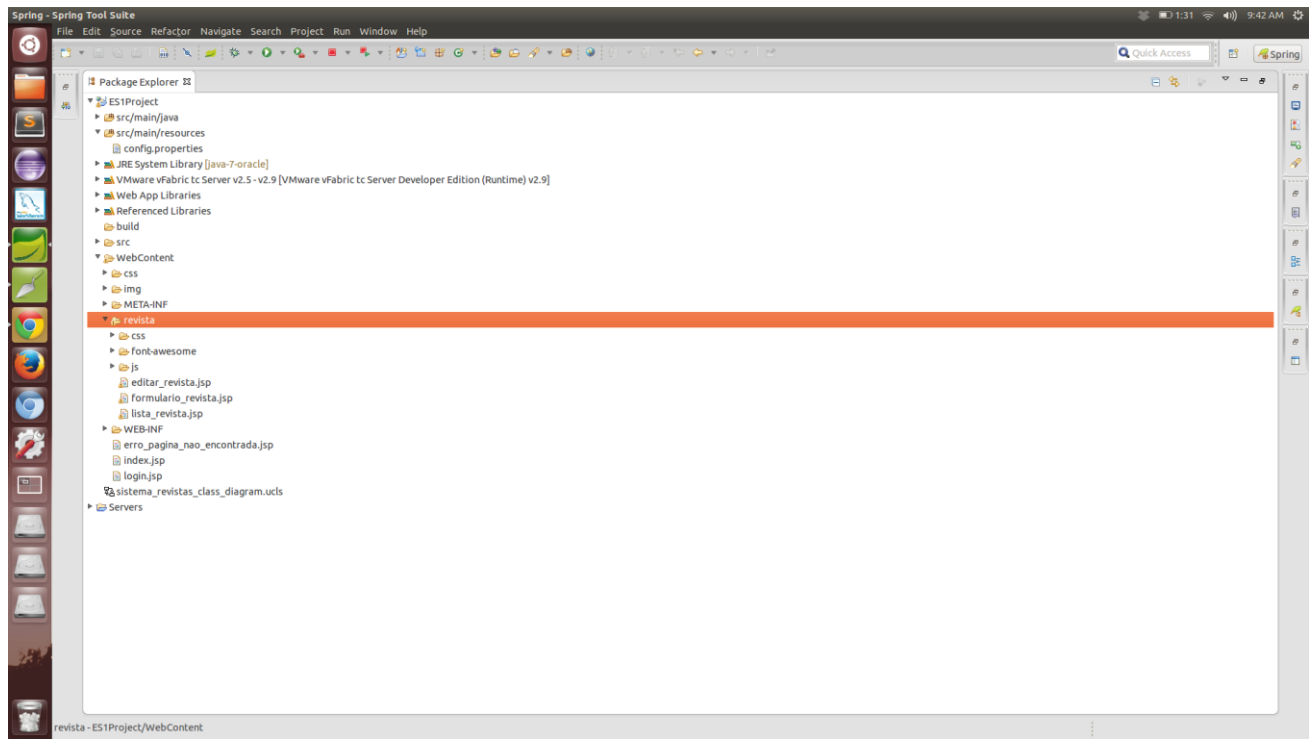 Spring - Spring Tool Suite
1:31 9:42 AM
File Edit Source Refactor Navigate Search Project Run Window Help
Quick Access
Spring
Package Explorer
ES1Project
src/main/java
src/main/resources
config.properties
JRE System Library [java-7-oracle]
VMware vFabric tc Server v2.5 - v2.9 [VMware vFabric tc Server Developer Edition (Runtime) v2.9]
Web App Libraries
Referenced Libraries
build
src
WebContent
css
img
META-INF
revista
css
font-awesome
js
editar_revista.jsp
formulario_revista.jsp
lista_revista.jsp
WEB-INF
erro_pagina_nao_encontrada.jsp
index.jsp
login.jsp
sistema_revistas_class_diagram.ucls
Servers
revista - ES1Project/WebContent